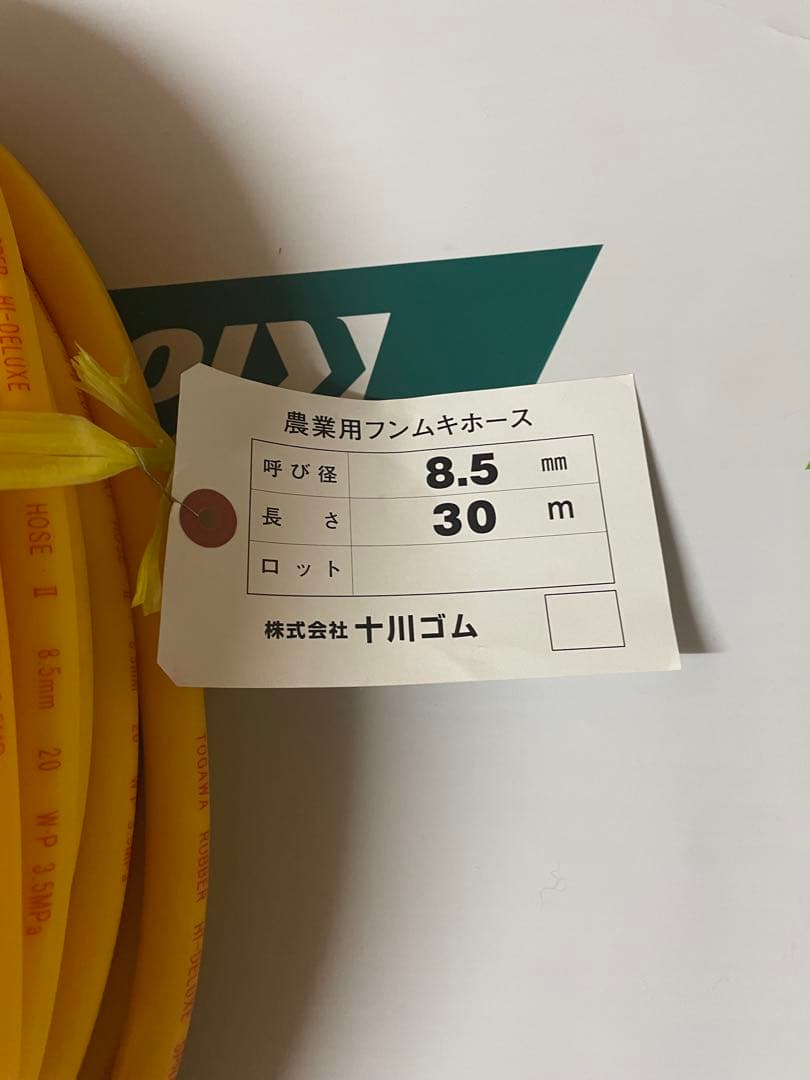 農業用フンムキホース
呼び径 8.5 mm
長さ 30 m
ロット
株式会社 十川ゴム
HI-DELUXE
HOSE II 8.5mm 20 W·P 3.5MPa
TOGAWA RUBBER HI-DELUXE